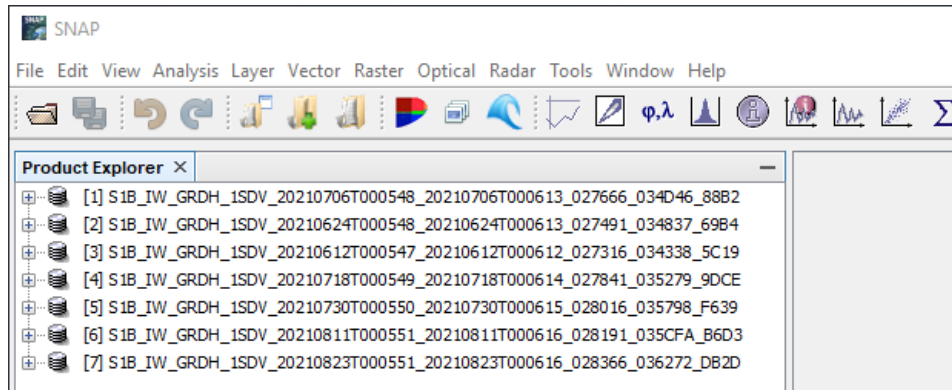 SNAP
SNAP
File Edit View Analysis Layer Vector Raster Optical Radar Tools Window Help
φ,λ Σ
Product Explorer ×
[1] S1B_IW_GRDH_1SDV_20210706T000548_20210706T000613_027666_034D46_88B2
[2] S1B_IW_GRDH_1SDV_20210624T000548_20210624T000613_027491_034837_69B4
[3] S1B_IW_GRDH_1SDV_20210612T000547_20210612T000612_027316_034338_5C19
[4] S1B_IW_GRDH_1SDV_20210718T000549_20210718T000614_027841_035279_9DCE
[5] S1B_IW_GRDH_1SDV_20210730T000550_20210730T000615_028016_035798_F639
[6] S1B_IW_GRDH_1SDV_20210811T000551_20210811T000616_028191_035CFA_B6D3
[7] S1B_IW_GRDH_1SDV_20210823T000551_20210823T000616_028366_036272_DB2D